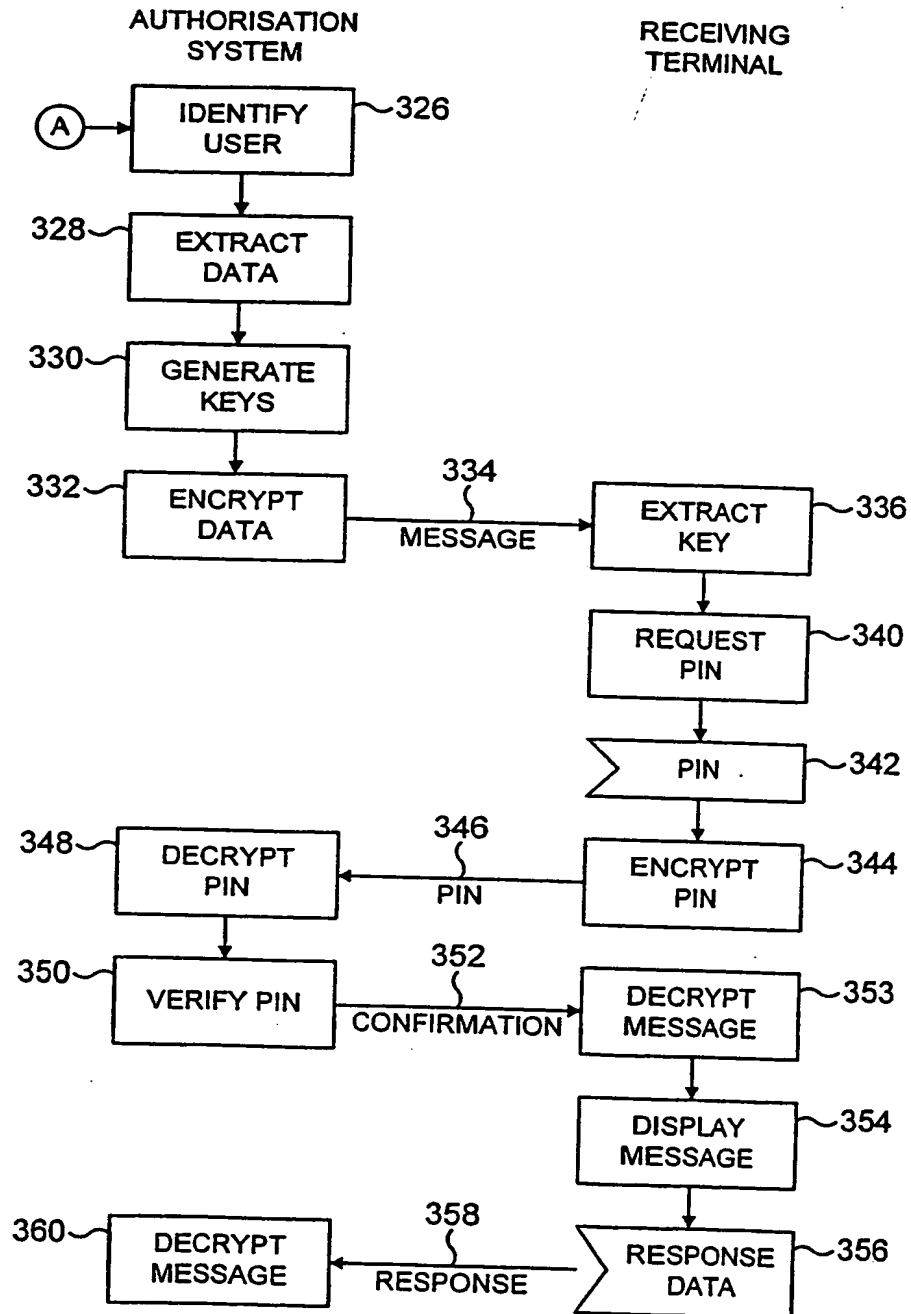 AUTHORISATION
SYSTEM
RECEIVING
TERMINAL
A
IDENTIFY
USER
326
328
EXTRACT
DATA
330
GENERATE
KEYS
332
ENCRYPT
DATA
334
MESSAGE
EXTRACT
KEY
336
REQUEST
PIN
340
PIN
342
348
DECRYPT
PIN
346
PIN
ENCRYPT
PIN
344
350
VERIFY PIN
352
CONFIRMATION
DECRYPT
MESSAGE
353
DISPLAY
MESSAGE
354
360
DECRYPT
MESSAGE
358
RESPONSE
RESPONSE
DATA
356